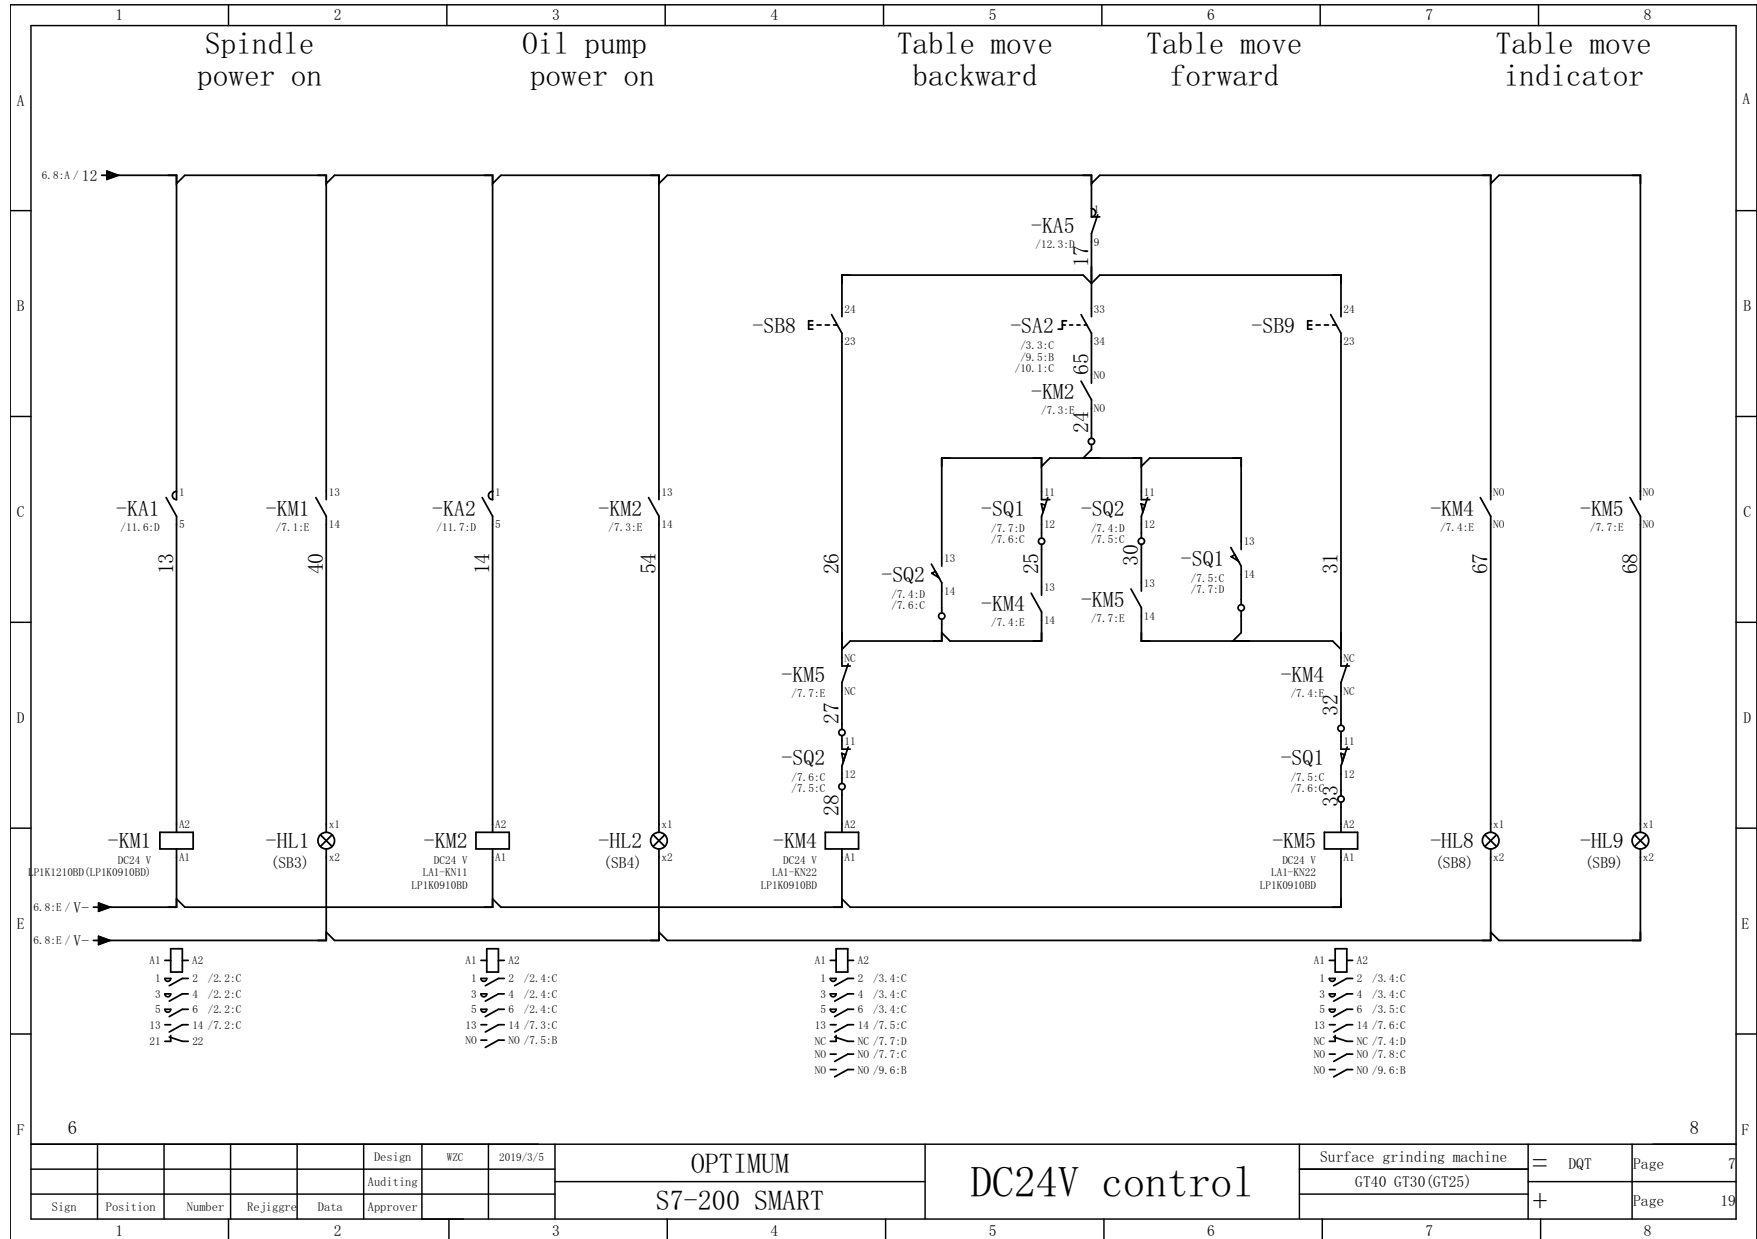 1 2 3 4 5 6 7 8
Spindle
power on
Oil pump
power on
Table move
backward
Table move
forward
Table move
indicator
A A
6.8:A / 12
1
-KA5
/12.3:D
9
17
B B
24
-SB8
23
33
-SA2
34
/3.3:C
/9.5:B
/10.1:C
65
24
-SB9
23
NO
-KM2
/7.3:E
NO
24
C C
1
-KA1
/11.6:D
5
13
13
-KM1
/7.1:E
14
40
1
-KA2
/11.7:D
5
14
13
-KM2
/7.3:E
14
54
26
13
-SQ2
14
/7.4:D
/7.6:C
11
-SQ1
12
/7.7:D
/7.6:C
25
13
-KM4
/7.4:E
14
11
-SQ2
12
/7.4:D
/7.5:C
30
13
-KM5
/7.7:E
14
13
-SQ1
14
/7.5:C
/7.7:D
31
NO
-KM4
/7.4:E
NO
67
NO
-KM5
/7.7:E
NO
68
D D
NC
-KM5
/7.7:E
NC
27
11
-SQ2
12
/7.6:C
/7.5:C
28
NC
-KM4
/7.4:E
NC
32
11
-SQ1
12
/7.5:C
/7.6:C
33
A2
-KM1
A1
DC24 V
LP1K1210BD(LP1K0910BD)
x1
-HL1
(SB3)
x2
A2
-KM2
A1
DC24 V
LA1-KN11
LP1K0910BD
x1
-HL2
(SB4)
x2
A2
-KM4
A1
DC24 V
LA1-KN22
LP1K0910BD
A2
-KM5
A1
DC24 V
LA1-KN22
LP1K0910BD
x1
-HL8
(SB8)
x2
x1
-HL9
(SB9)
x2
E E
6.8:E / V-
6.8:E / V-
A1 A2
1 2 /2.2:C
3 4 /2.2:C
5 6 /2.2:C
13 14 /7.2:C
21 22
A1 A2
1 2 /2.4:C
3 4 /2.4:C
5 6 /2.4:C
13 14 /7.3:C
NO NO /7.5:B
A1 A2
1 2 /3.4:C
3 4 /3.4:C
5 6 /3.4:C
13 14 /7.5:C
NC NC /7.7:D
NO NO /7.7:C
NO NO /9.6:B
A1 A2
1 2 /3.4:C
3 4 /3.4:C
5 6 /3.5:C
13 14 /7.6:C
NC NC /7.4:D
NO NO /7.8:C
NO NO /9.6:B
F 6 8 F
Design WZC 2019/3/5
Auditing
Sign Position Number Rejiggre Data Approver
OPTIMUM
S7-200 SMART
DC24V control
Surface grinding machine
GT40 GT30(GT25)
= DQT
+
Page 7
Page 19
1 2 3 4 5 6 7 8